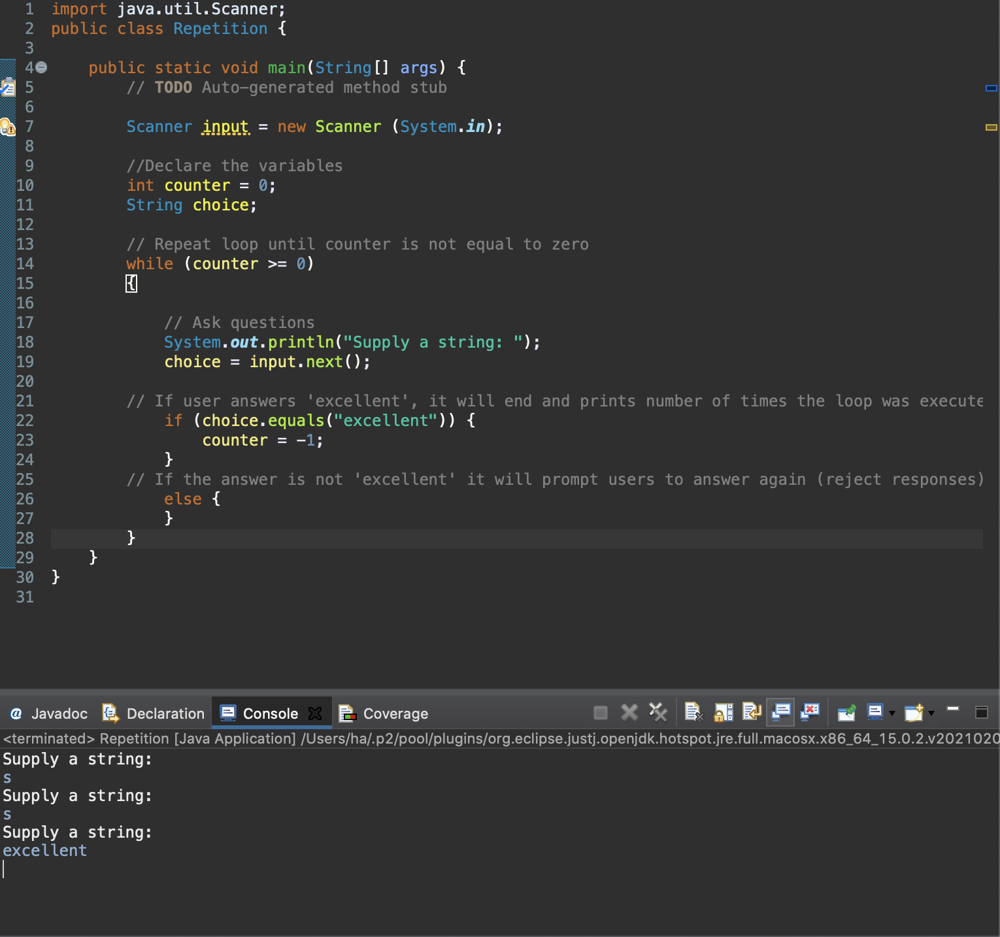 1 import java.util.Scanner;
2 public class Repetition {
3
4 public static void main(String[] args) {
5 // TODO Auto-generated method stub
6
7 Scanner input = new Scanner (System.in);
8
9 //Declare the variables
10 int counter = 0;
11 String choice;
12
13 // Repeat loop until counter is not equal to zero
14 while (counter >= 0)
15 {
16
17 // Ask questions
18 System.out.println("Supply a string: ");
19 choice = input.next();
20
21 // If user answers 'excellent', it will end and prints number of times the loop was execute
22 if (choice.equals("excellent")) {
23 counter = -1;
24 }
25 // If the answer is not 'excellent' it will prompt users to answer again (reject responses)
26 else {
27 }
28 }
29 }
30 }
31
@ Javadoc Declaration Console Coverage
<terminated> Repetition [Java Application] /Users/ha/.p2/pool/plugins/org.eclipse.justj.openjdk.hotspot.jre.full.macosx.x86_64_15.0.2.v2021020
Supply a string:
s
Supply a string:
s
Supply a string:
excellent